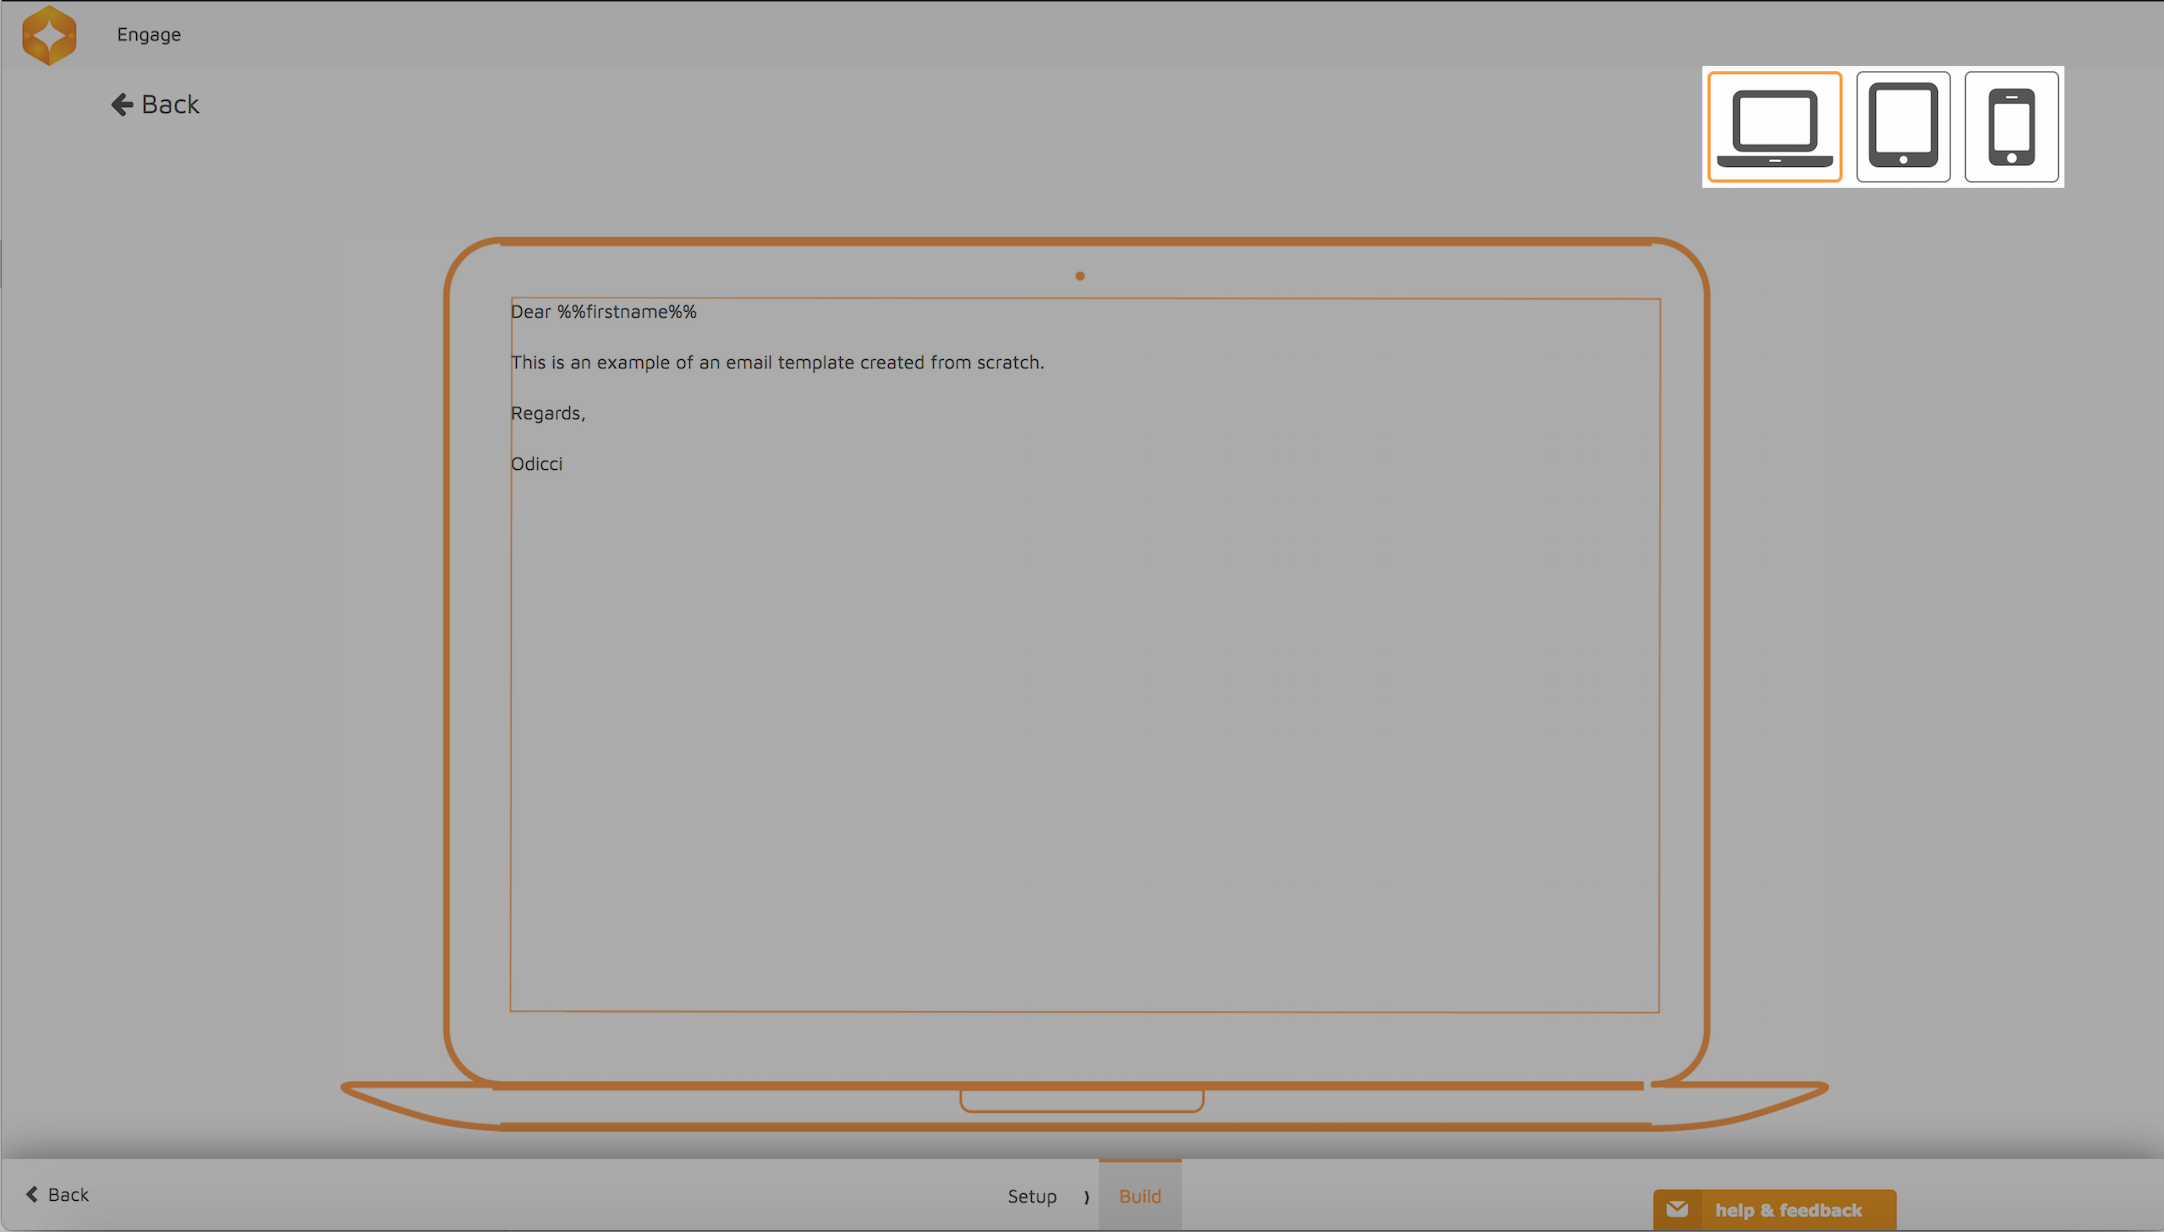 Engage
Back
Dear %%firstname%%
This is an example of an email template created from scratch.
Regards,
Odicci
Back
Setup
Build
help & feedback